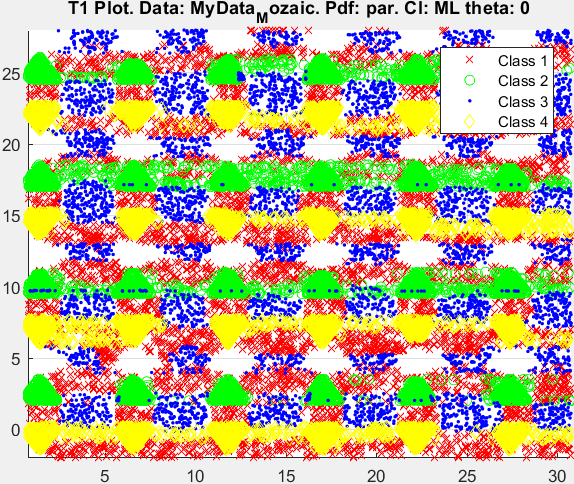 T1 Plot. Data: MyData_Mozaic. Pdf: par. Cl: ML theta: 0
Class 1
Class 2
Class 3
Class 4
25
20
15
10
5
0
5 10 15 20 25 30